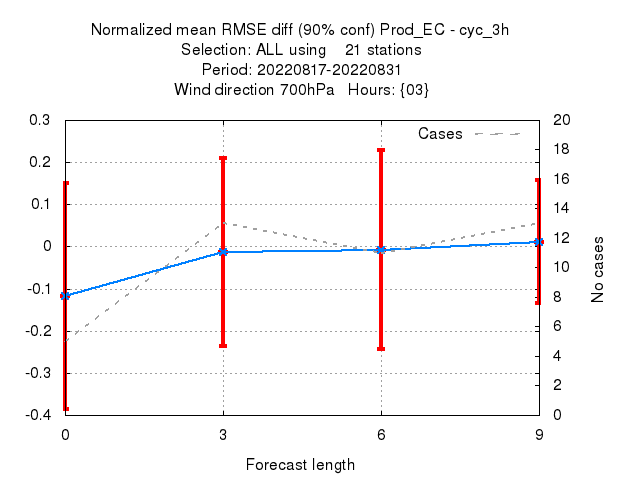 Normalized mean RMSE diff (90% conf) Prod_EC - cyc_3h
Selection: ALL using    21 stations
Period: 20220817-20220831
Wind direction 700hPa   Hours: {03}
Cases
0.3
0.2
0.1
0
-0.1
-0.2
-0.3
-0.4
20
18
16
14
12
10
8
6
4
2
0
No cases
0 3 6 9
Forecast length